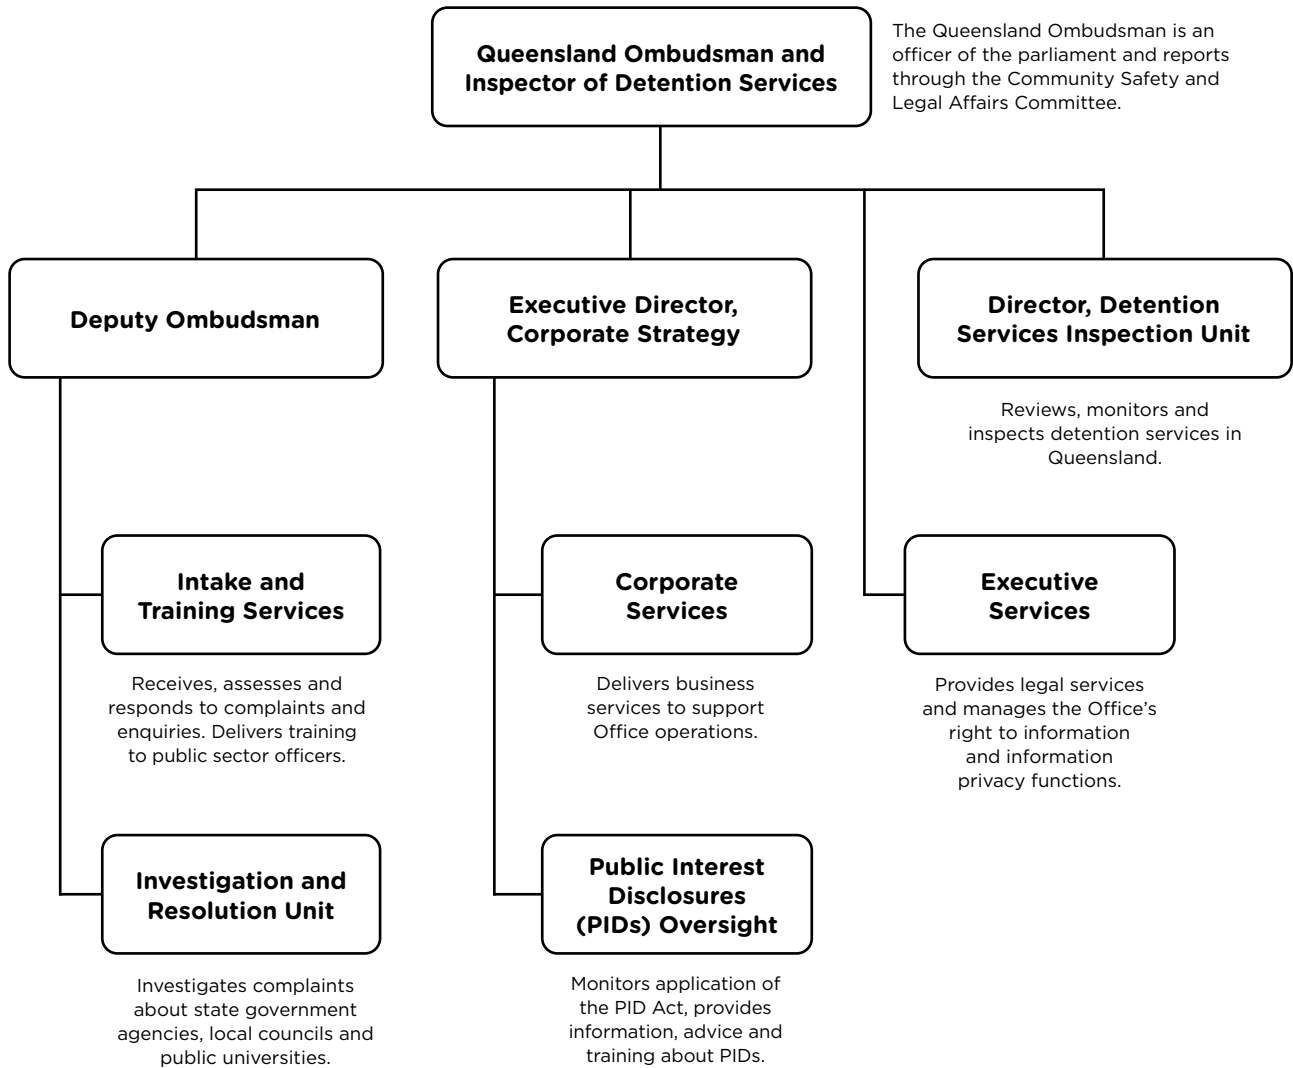 Queensland Ombudsman and
Inspector of Detention Services
The Queensland Ombudsman is an
officer of the parliament and reports
through the Community Safety and
Legal Affairs Committee.
Deputy Ombudsman
Executive Director,
Corporate Strategy
Director, Detention
Services Inspection Unit
Reviews, monitors and
inspects detention services in
Queensland.
Intake and
Training Services
Receives, assesses and
responds to complaints and
enquiries. Delivers training
to public sector officers.
Corporate
Services
Delivers business
services to support
Office operations.
Executive
Services
Provides legal services
and manages the Office’s
right to information
and information
privacy functions.
Investigation and
Resolution Unit
Investigates complaints
about state government
agencies, local councils and
public universities.
Public Interest
Disclosures
(PIDs) Oversight
Monitors application of
the PID Act, provides
information, advice and
training about PIDs.